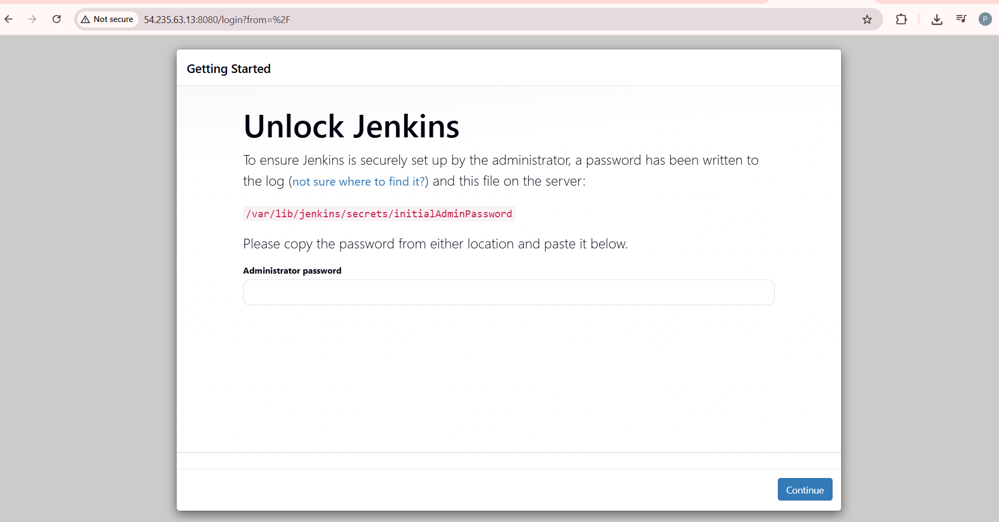 Not secure 54.235.63.13:8080/login?from=%2F
P
Getting Started
Unlock Jenkins
To ensure Jenkins is securely set up by the administrator, a password has been written to
the log (not sure where to find it?) and this file on the server:
/var/lib/jenkins/secrets/initialAdminPassword
Please copy the password from either location and paste it below.
Administrator password
Continue